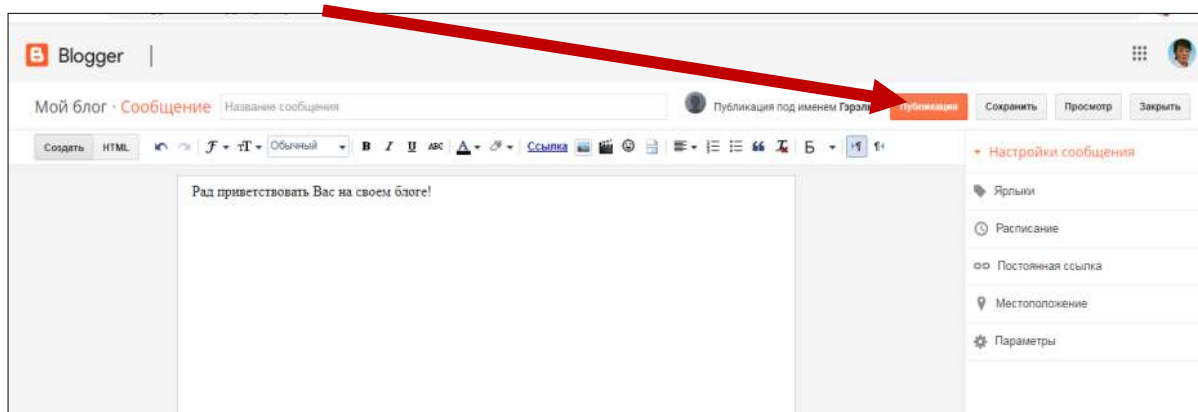 Blogger
Мой блог · Сообщение Название сообщения Публикация под именем Публикация Сохранить Просмотр Закрыть
Создать HTML Обычный B I U ABC A Ссылка Б
Настройки сообщения
Рад приветствовать Вас на своем блоге!
Ярлыки
Расписание
Постоянная ссылка
Местоположение
Параметры